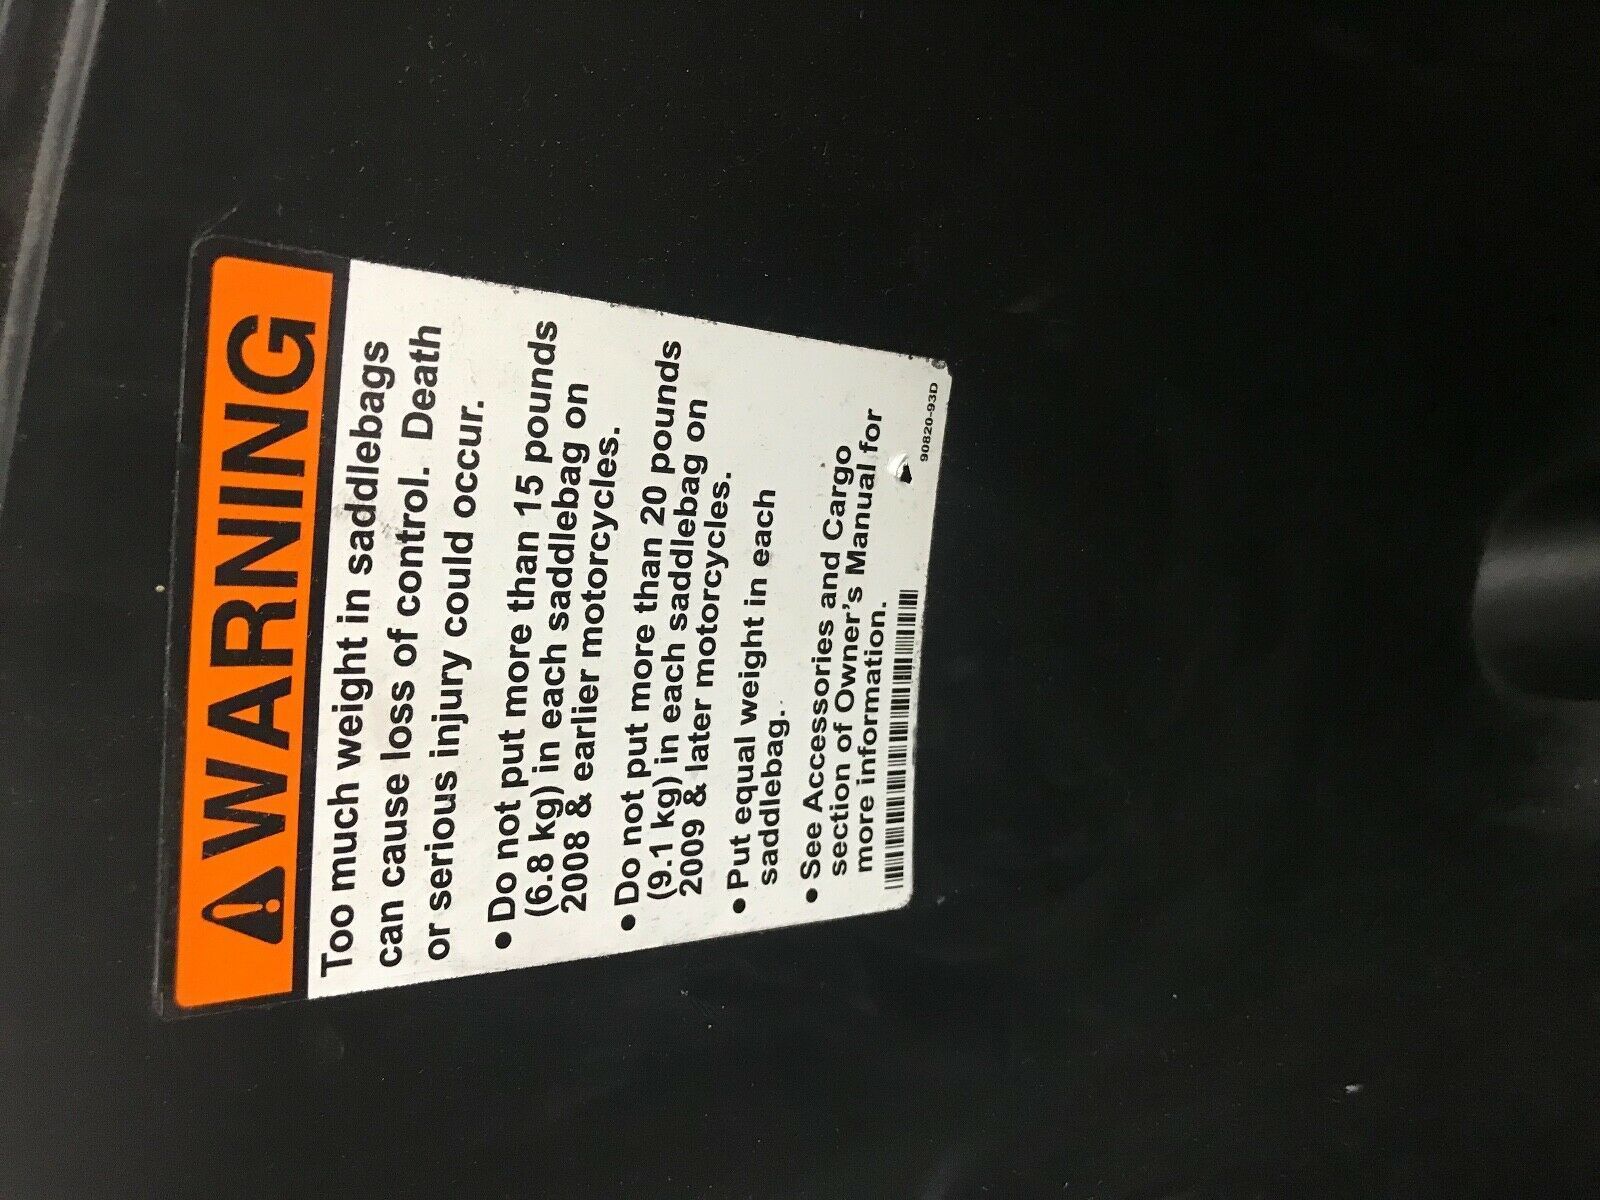 WARNING
Too much weight in saddlebags
can cause loss of control. Death
or serious injury could occur.
• Do not put more than 15 pounds
(6.8 kg) in each saddlebag on
2008 & earlier motorcycles.
• Do not put more than 20 pounds
(9.1 kg) in each saddlebag on
2009 & later motorcycles.
• Put equal weight in each
saddlebag.
• See Accessories and Cargo
section of Owner's Manual for
more information.
90820-93D